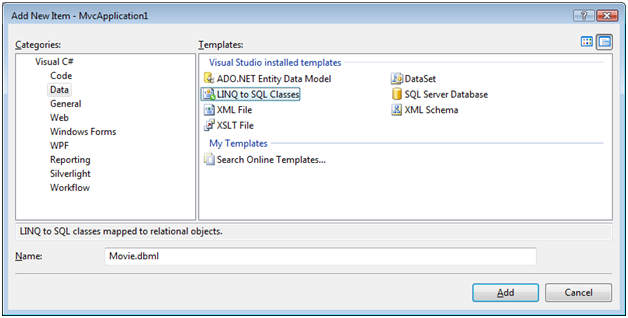 Add New Item - MvcApplication1
Categories:
Templates:
Visual C#
Code
Data
General
Web
Windows Forms
WPF
Reporting
Silverlight
Workflow
Visual Studio installed templates
ADO.NET Entity Data Model
DataSet
LINQ to SQL Classes
SQL Server Database
XML File
XML Schema
XSLT File
My Templates
Search Online Templates...
LINQ to SQL classes mapped to relational objects.
Name:
Movie.dbml
Add
Cancel